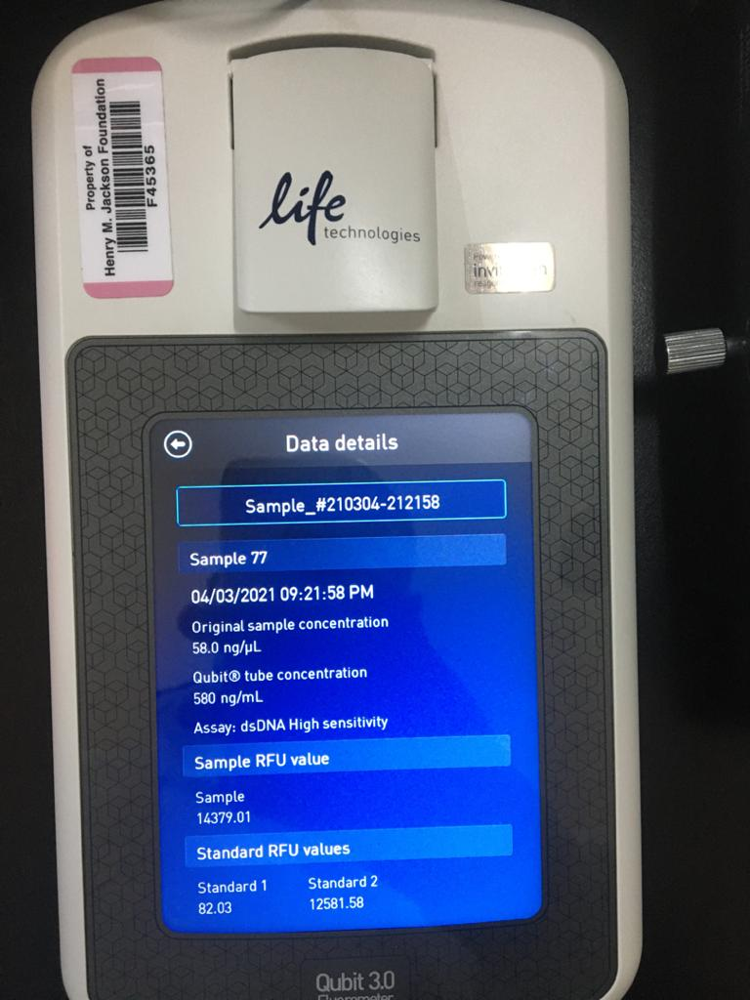 Property of
Henry M. Jackson Foundation
F45365
life
technologies
Data details
Sample_#210304-212158
Sample 77
04/03/2021 09:21:58 PM
Original sample concentration
58.0 ng/µL
Qubit® tube concentration
580 ng/mL
Assay: dsDNA High sensitivity
Sample RFU value
Sample
14379.01
Standard RFU values
Standard 1 Standard 2
82.03 12581.58
Qubit 3.0
Fluorometer